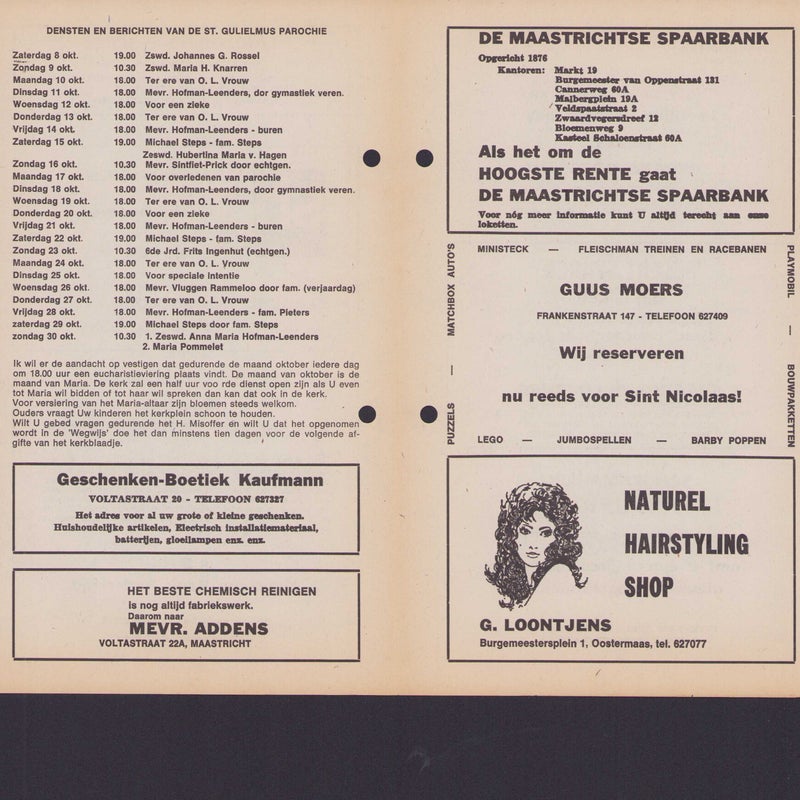 DENSTEN EN BERICHTEN VAN DE ST. GULIELMUS PAROCHIE
Zaterdag 8 okt. 19.00 Zswd. Johannes G. Rossel
Zondag 9 okt. 10.30 Zswd. Maria H. Knarren
Maandag 10 okt. 18.00 Ter ere van O. L. Vrouw
Dinsdag 11 okt. 18.00 Mevr. Hofman-Leenders, dor gymastiek veren.
Woensdag 12 okt. 18.00 Voor een zieke
Donderdag 13 okt. 18.00 Ter ere van O. L. Vrouw
Vrijdag 14 okt. 18.00 Mevr. Hofman-Leenders - buren
Zaterdag 15 okt. 19.00 Michael Steps - fam. Steps
Zeswd. Hubertina Maria v. Hagen
Zondag 16 okt. 10.30 Mevr. Sintfiet-Prick door echtgen.
Maandag 17 okt. 18.00 Voor overledenen van parochie
Dinsdag 18 okt. 18.00 Mevr. Hofman-Leenders, door gymnastiek veren.
Woensdag 19 okt. 18.00 Ter ere van O. L. Vrouw
Donderdag 20 okt. 18.00 Voor een zieke
Vrijdag 21 okt. 18.00 Mevr. Hofman-Leenders - buren
Zaterdag 22 okt. 19.00 Michael Steps - fam. Steps
Zondag 23 okt. 10.30 6de Jrd. Frits Ingenhut (echtgen.)
Maandag 24 okt. 18.00 Ter ere van O. L. Vrouw
Dinsdag 25 okt. 18.00 Voor speciale intentie
Woensdag 26 okt. 18.00 Mevr. Vluggen Rammeloo door fam. (verjaardag)
Donderdag 27 okt. 18.00 Ter ere van O. L. Vrouw
Vrijdag 28 okt. 18.00 Mevr. Hofman-Leenders - fam. Pieters
zaterdag 29 okt. 19.00 Michael Steps door fam. Steps
zondag 30 okt. 10.30 1. Zeswd. Anna Maria Hofman-Leenders
2. Maria Pommelet
Ik wil er de aandacht op vestigen dat gedurende de maand oktober iedere dag
om 18.00 uur een eucharistieviering plaats vindt. De maand van oktober is de
maand van Maria. De kerk zal een half uur voo rde dienst open zijn als U even
tot Maria wil bidden of tot haar wil spreken dan kan dat ook in de kerk.
Voor versiering van het Maria-altaar zijn bloemen steeds welkom.
Ouders vraagt Uw kinderen het kerkplein schoon te houden.
Wilt U gebed vragen gedurende het H. Misoffer en wilt U dat het opgenomen
wordt in de 'Wegwijs' doe het dan minstens tien dagen voor de volgende af-
gifte van het kerkblaadje.
Geschenken-Boetiek Kaufmann
VOLTASTRAAT 20 - TELEFOON 627327
Het adres voor al uw grote of kleine geschenken.
Huishoudelijke artikelen, Electrisch installatiemateriaal,
batterijen, gloeilampen enz. enz.
HET BESTE CHEMISCH REINIGEN
is nog altijd fabriekswerk.
Daarom naar
MEVR. ADDENS
VOLTASTRAAT 22A, MAASTRICHT
DE MAASTRICHTSE SPAARBANK
Opgericht 1876
Kantoren: Markt 19
Burgemeester van Oppenstraat 131
Cannerweg 60A
Malbergplein 19A
Veldspaatstraat 2
Zwaardvegersdreef 12
Bloemenweg 9
Kasteel Schaloenstraat 60A
Als het om de
HOOGSTE RENTE gaat
DE MAASTRICHTSE SPAARBANK
Voor nóg meer informatie kunt U altijd terecht aan onze
loketten.
MINISTECK — FLEISCHMAN TREINEN EN RACEBANEN
PUZZELS — MATCHBOX AUTO'S
PLAYMOBIL — BOUWPAKKETTEN
GUUS MOERS
FRANKENSTRAAT 147 - TELEFOON 627409
Wij reserveren
nu reeds voor Sint Nicolaas!
LEGO — JUMBOSPELLEN — BARBY POPPEN
NATUREL
HAIRSTYLING
SHOP
G. LOONTJENS
Burgemeestersplein 1, Oostermaas, tel. 627077